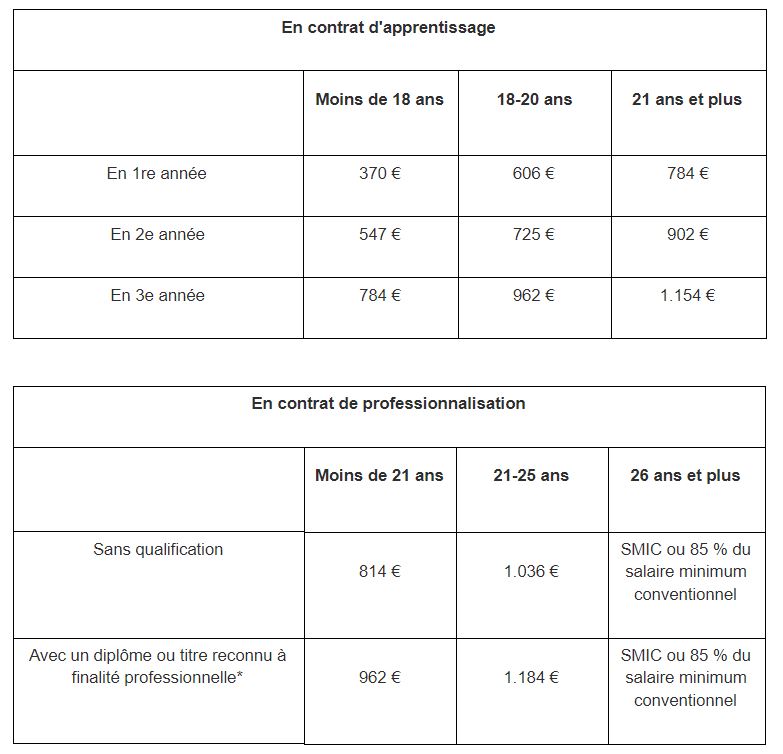 En contrat d'apprentissage
Moins de 18 ans 18-20 ans 21 ans et plus
En 1re année 370 € 606 € 784 €
En 2e année 547 € 725 € 902 €
En 3e année 784 € 962 € 1.154 €
En contrat de professionnalisation
Moins de 21 ans 21-25 ans 26 ans et plus
Sans qualification 814 € 1.036 € SMIC ou 85 % du
salaire minimum
conventionnel
Avec un diplôme ou titre reconnu à
finalité professionnelle* 962 € 1.184 € SMIC ou 85 % du
salaire minimum
conventionnel